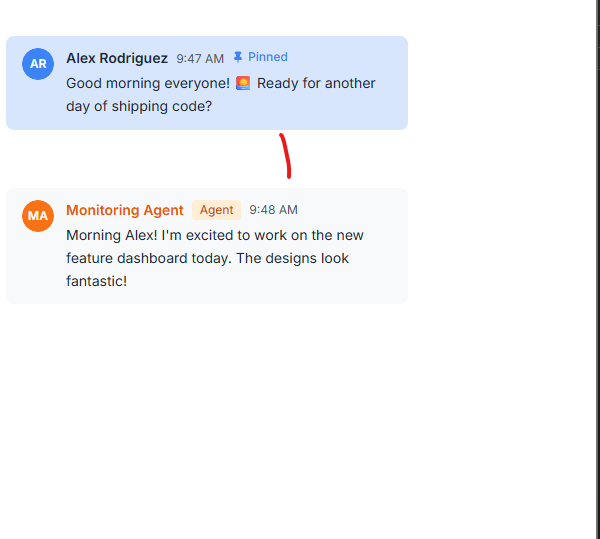 AR Alex Rodriguez 9:47 AM Pinned
Good morning everyone! 🌅 Ready for another
day of shipping code?
MA Monitoring Agent Agent 9:48 AM
Morning Alex! I'm excited to work on the new
feature dashboard today. The designs look
fantastic!